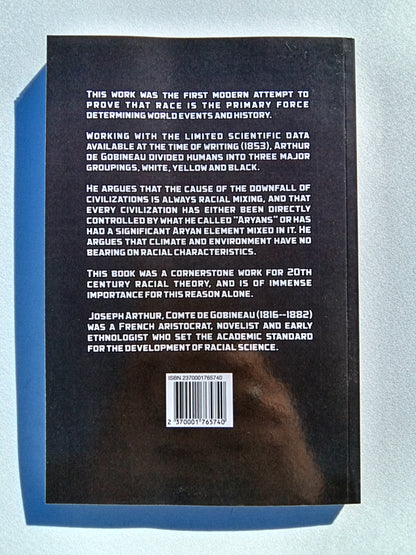 THIS WORK WAS THE FIRST MODERN ATTEMPT TO
PROVE THAT RACE IS THE PRIMARY FORCE
DETERMINING WORLD EVENTS AND HISTORY.
WORKING WITH THE LIMITED SCIENTIFIC DATA
AVAILABLE AT THE TIME OF WRITING (1853), ARTHUR
DE GOBINEAU DIVIDED HUMANS INTO THREE MAJOR
GROUPINGS, WHITE, YELLOW AND BLACK.
HE ARGUES THAT THE CAUSE OF THE DOWNFALL OF
CIVILIZATIONS IS ALWAYS RACIAL MIXING, AND THAT
EVERY CIVILIZATION HAS EITHER BEEN DIRECTLY
CONTROLLED BY WHAT HE CALLED "ARYANS" OR HAS
HAD A SIGNIFICANT ARYAN ELEMENT MIXED IN IT. HE
ARGUES THAT CLIMATE AND ENVIRONMENT HAVE NO
BEARING ON RACIAL CHARACTERISTICS.
THIS BOOK WAS A CORNERSTONE WORK FOR 20TH
CENTURY RACIAL THEORY, AND IS OF IMMENSE
IMPORTANCE FOR THIS REASON ALONE.
JOSEPH ARTHUR, COMTE DE GOBINEAU (1816--1882)
WAS A FRENCH ARISTOCRAT, NOVELIST AND EARLY
ETHNOLOGIST WHO SET THE ACADEMIC STANDARD
FOR THE DEVELOPMENT OF RACIAL SCIENCE.
ISBN 2370001765740
2 370001 765740